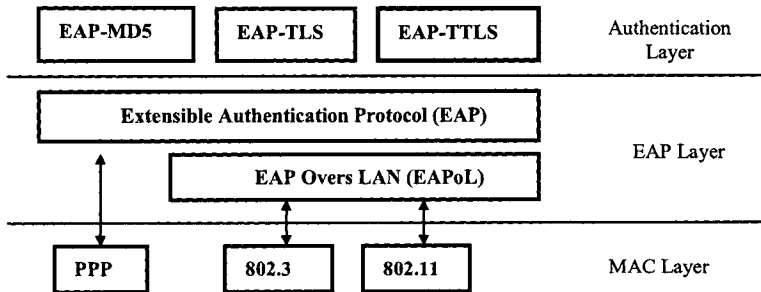 EAP-MD5 EAP-TLS EAP-TTLS Authentication
Layer
Extensible Authentication Protocol (EAP)
EAP Layer
EAP Overs LAN (EAPoL)
PPP 802.3 802.11 MAC Layer